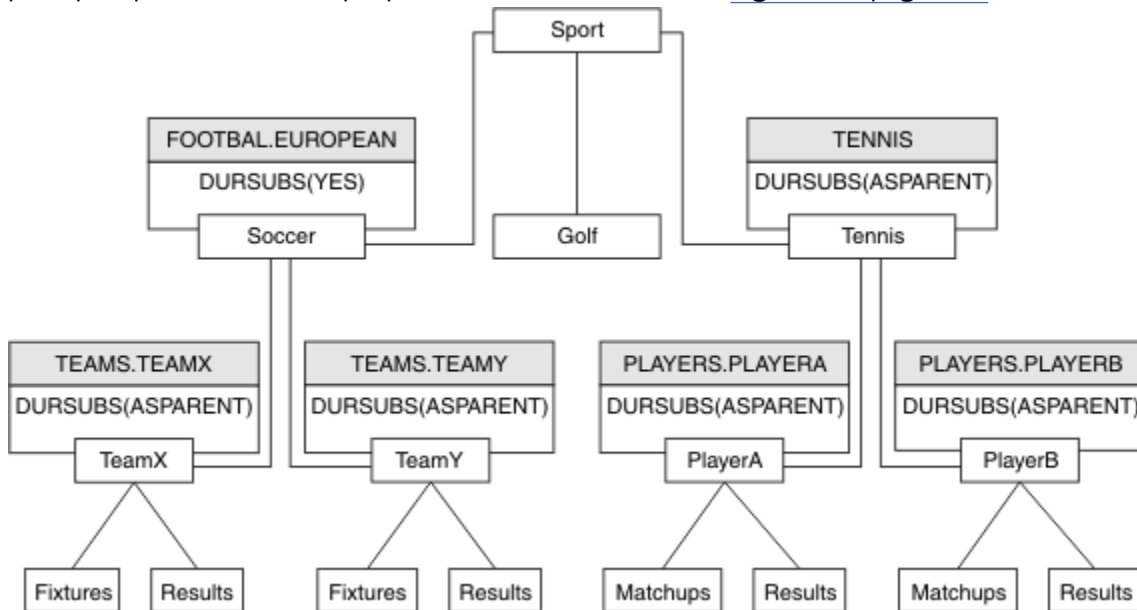 Sport
FOOTBAL.EUROPEAN
TENNIS
DURSUBS(YES)
DURSUBS(ASPARENT)
Soccer
Golf
Tennis
TEAMS.TEAMX
TEAMS.TEAMY
PLAYERS.PLAYERA
PLAYERS.PLAYERB
DURSUBS(ASPARENT)
DURSUBS(ASPARENT)
DURSUBS(ASPARENT)
DURSUBS(ASPARENT)
TeamX
TeamY
PlayerA
PlayerB
Fixtures
Results
Fixtures
Results
Matchups
Results
Matchups
Results